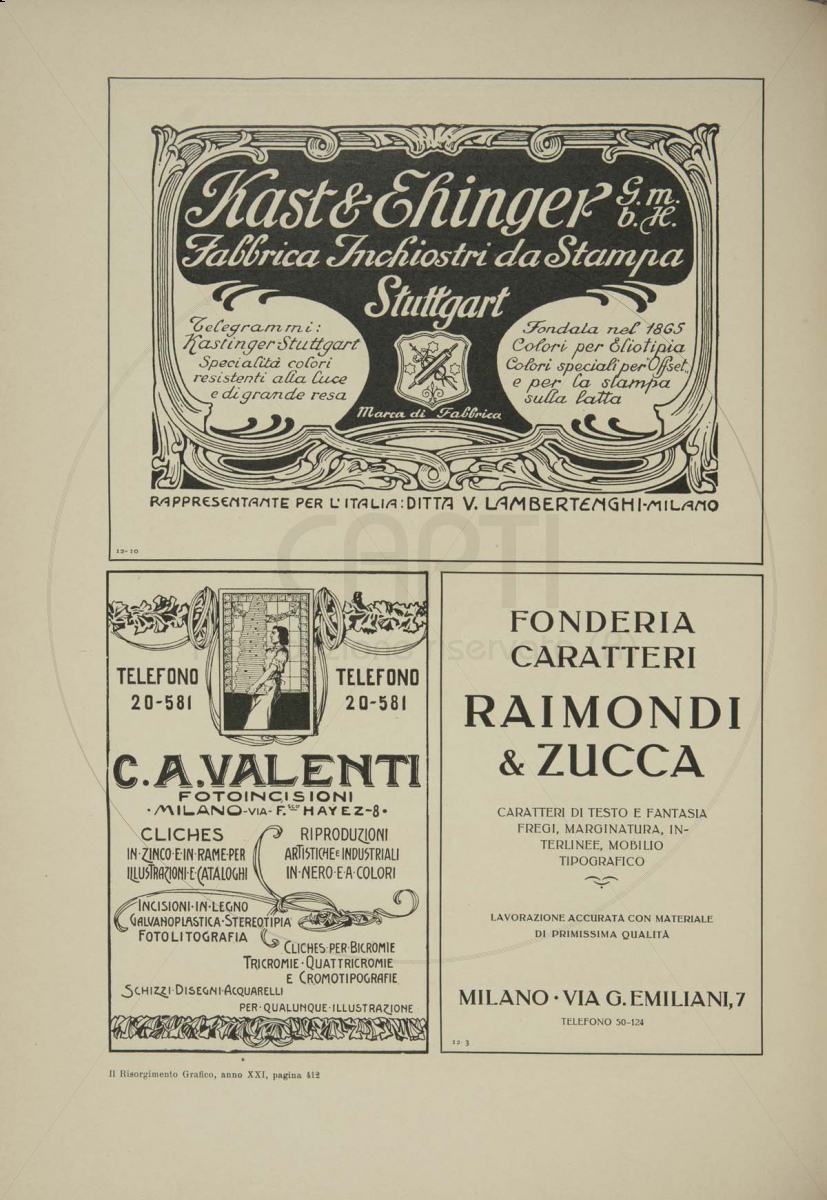 Kast & Ehinger G.m.b.H.
Fabbrica Inchiostri da Stampa
Stuttgart
Telegrammi:
Kastinger Stuttgart
Specialità colori
resistenti alla luce
e di grande resa
Fondata nel 1865
Colori per Eliotipia
Colori speciali per Offset,
e per la stampa
sulla latta
Marca di Fabbrica
RAPPRESENTANTE PER L'ITALIA: DITTA V. LAMBERTENGHI-MILANO
12-10
TELEFONO
20-581
TELEFONO
20-581
C.A.VALENTI
FOTOINCISIONI
·MILANO-VIA-F.sco HAYEZ-8·
CLICHES
IN·ZINCO·E·IN·RAME·PER
ILLUSTRAZIONI·E·CATALOGHI
RIPRODUZIONI
ARTISTICHE E INDUSTRIALI
IN·NERO·E·A·COLORI
INCISIONI·IN·LEGNO
GALVANOPLASTICA·STEREOTIPIA
FOTOLITOGRAFIA
CLICHES·PER·BICROMIE
TRICROMIE·QUATTRICROMIE
E CROMOTIPOGRAFIE
SCHIZZI·DISEGNI·ACQUARELLI
PER·QUALUNQUE·ILLUSTRAZIONE
FONDERIA
CARATTERI
RAIMONDI
& ZUCCA
CARATTERI DI TESTO E FANTASIA
FREGI, MARGINATURA, IN-
TERLINEE, MOBILIO
TIPOGRAFICO
LAVORAZIONE ACCURATA CON MATERIALE
DI PRIMISSIMA QUALITÀ
MILANO · VIA G. EMILIANI, 7
TELEFONO 50-124
12-3
Il Risorgimento Grafico, anno XXI, pagina 412
CAPTI